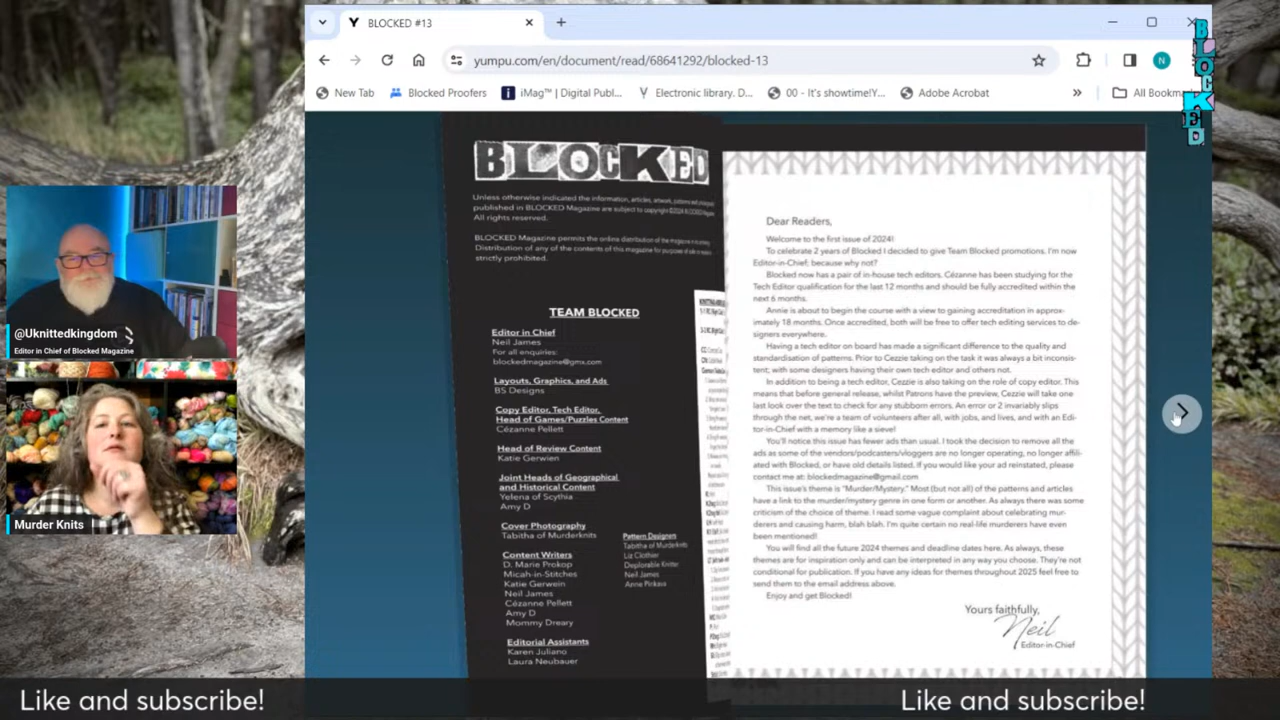 BLOCKED #13
yumpu.com/en/document/read/68641292/blocked-13
N
New Tab
Blocked Proofers
iMag™ | Digital Publ...
Electronic library. D...
00 - It's showtime!Y...
Adobe Acrobat
»
All Bookma
BLOCKED
BLOCKED
Unless otherwise indicated the information, articles, artwork, patterns
published in BLOCKED Magazine are subject to copyright ©2024 BLOCKED
All rights reserved.
BLOCKED Magazine permits the online distribution of the magazine in
Distribution of any of the contents of this magazine for purpose of
strictly prohibited.
TEAM BLOCKED
Editor in Chief
Neil James
For all enquiries:
blockedmagazine@gmx.com
Layouts, Graphics, and Ads
BS Designs
Copy Editor, Tech Editor,
Head of Games/Puzzles Content
Cézanne Pellett
Head of Review Content
Katie Gerwien
Joint Heads of Geographical
and Historical Content
Yelena of Scythia
Amy D
Cover Photography
Tabitha of Murderknits
Content Writers
D. Marie Prokop
Micah-in-Stitches
Katie Gerwein
Neil James
Cézanne Pellett
Amy D
Mommy Dreary
Editorial Assistants
Karen Juliano
Laura Neubauer
Pattern Designers
Tabitha of Murderknits
Liz Clothier
Deplorable Knitter
Neil James
Anne Pinkava
Dear Readers,
Welcome to the first issue of 2024!
To celebrate 2 years of Blocked I decided to give Team Blocked promotions. I'm now
Editor-in-Chief; because why not?
Blocked now has a pair of in-house tech editors. Cézanne has been studying for the
Tech Editor qualification for the last 12 months and should be fully accredited within the
next 6 months.
Annie is about to begin the course with a view to gaining accreditation in approx-
imately 18 months. Once accredited, both will be free to offer tech editing services to de-
signers everywhere.
Having a tech editor on board has made a significant difference to the quality and
standardisation of patterns. Prior to Cezzie taking on the task it was always a bit inconsis-
tent; with some designers having their own tech editor and others not.
In addition to being a tech editor, Cezzie is also taking on the role of copy editor. This
means that before general release, whilst Patrons have the preview, Cezzie will take one
last look over the text to check for any stubborn errors. An error or 2 invariably slips
through the net, we're a team of volunteers after all, with jobs, and lives, and with an Edi-
tor-in-Chief with a memory like a sieve!
You'll notice this issue has fewer ads than usual. I took the decision to remove all the
ads as some of the vendors/podcasters/vloggers are no longer operating, no longer affili-
ated with Blocked, or have old details listed. If you would like your ad reinstated, please
contact me at: blockedmagazine@gmail.com
This issue's theme is "Murder/Mystery." Most (but not all) of the patterns and articles
have a link to the murder/mystery genre in one form or another. As always there was some
criticism of the choice of theme. I read some vague complaint about celebrating mur-
derers and causing harm, blah blah. I'm quite certain no real-life murderers have even
been mentioned!
You will find all the future 2024 themes and deadline dates here. As always, these
themes are for inspiration only and can be interpreted in any way you choose. They're not
conditional for publication. If you have any ideas for themes throughout 2025 feel free to
send them to the email address above.
Enjoy and get Blocked!
Yours faithfully,
Neil
Editor-in-Chief
@Uknittedkingdom
Editor in Chief of Blocked Magazine
Murder Knits
Like and subscribe!
Like and subscribe!